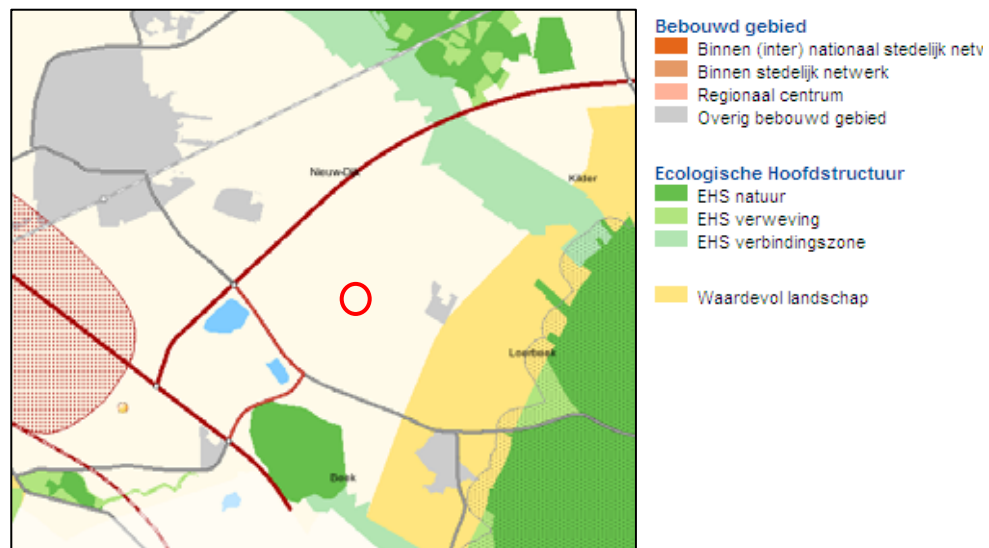 Nieuw-Dijk
Kilder
Loerbeek
Beek
Bebouwd gebied
Binnen (inter) nationaal stedelijk netw
Binnen stedelijk netwerk
Regionaal centrum
Overig bebouwd gebied
Ecologische Hoofdstructuur
EHS natuur
EHS verweving
EHS verbindingszone
Waardevol landschap